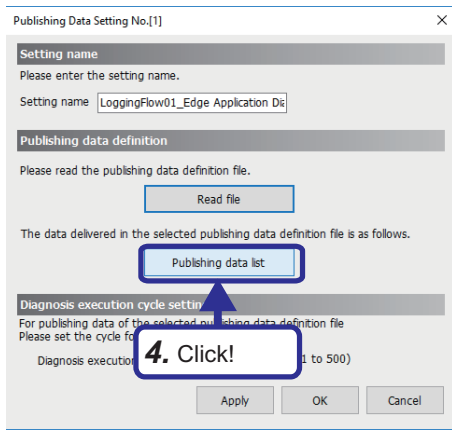 Publishing Data Setting No.[1]
Setting name
Please enter the setting name.
Setting name LoggingFlow01_Edge Application Dia
Publishing data definition
Please read the publishing data definition file.
Read file
The data delivered in the selected publishing data definition file is as follows.
Publishing data list
Diagnosis execution cycle setting
For publishing data of the selected publishing data definition file
Please set the cycle fo
Diagnosis execution 1 to 500)
4. Click!
Apply OK Cancel